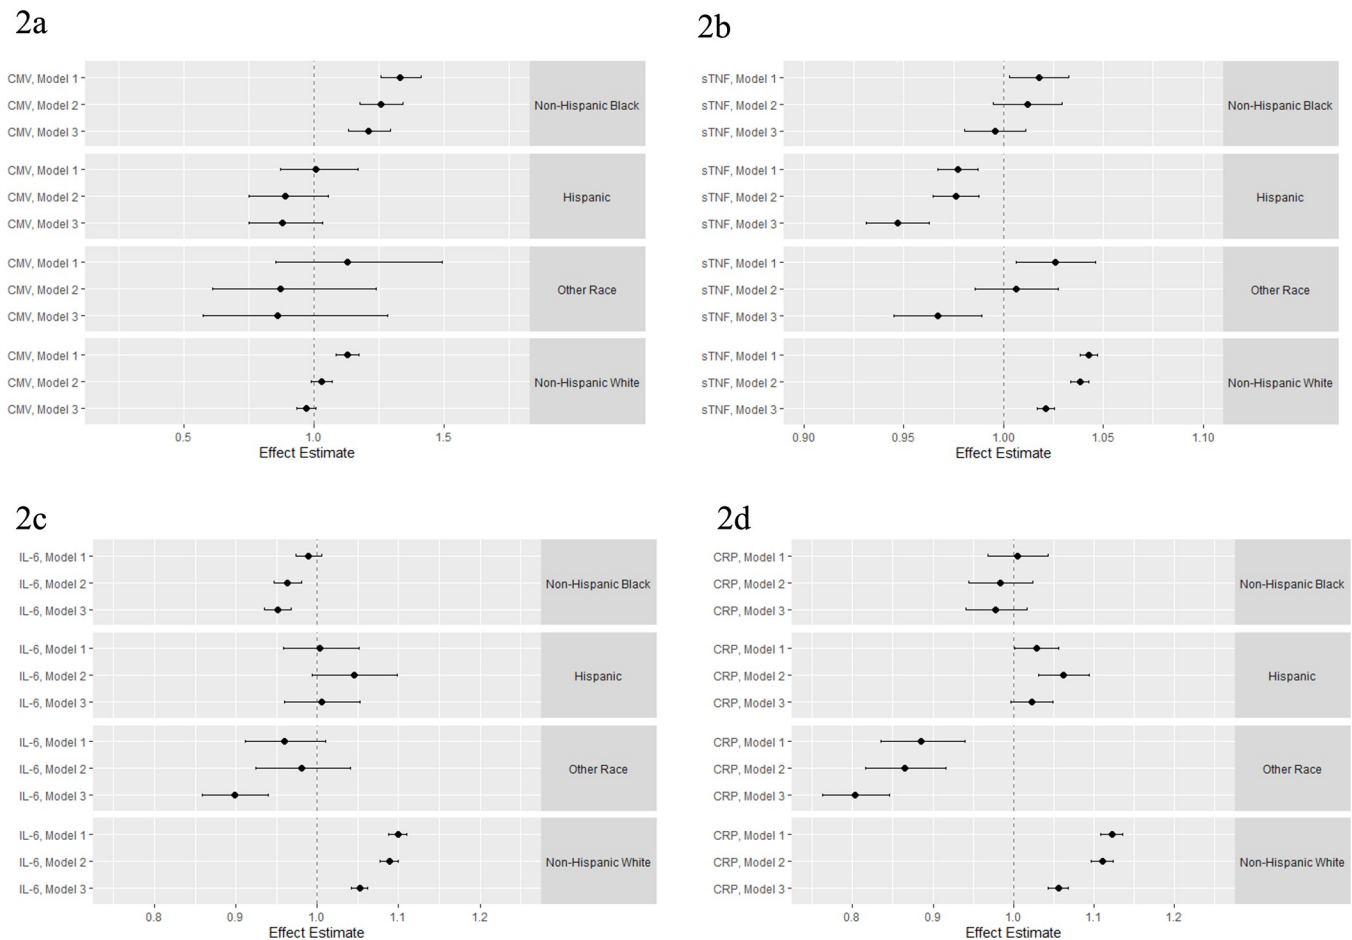 2a
CMV, Model 1
CMV, Model 2
CMV, Model 3
Non-Hispanic Black
CMV, Model 1
CMV, Model 2
CMV, Model 3
Hispanic
CMV, Model 1
CMV, Model 2
CMV, Model 3
Other Race
CMV, Model 1
CMV, Model 2
CMV, Model 3
Non-Hispanic White
0.5 1.0 1.5
Effect Estimate
2b
sTNF, Model 1
sTNF, Model 2
sTNF, Model 3
Non-Hispanic Black
sTNF, Model 1
sTNF, Model 2
sTNF, Model 3
Hispanic
sTNF, Model 1
sTNF, Model 2
sTNF, Model 3
Other Race
sTNF, Model 1
sTNF, Model 2
sTNF, Model 3
Non-Hispanic White
0.90 0.95 1.00 1.05 1.10
Effect Estimate
2c
IL-6, Model 1
IL-6, Model 2
IL-6, Model 3
Non-Hispanic Black
IL-6, Model 1
IL-6, Model 2
IL-6, Model 3
Hispanic
IL-6, Model 1
IL-6, Model 2
IL-6, Model 3
Other Race
IL-6, Model 1
IL-6, Model 2
IL-6, Model 3
Non-Hispanic White
0.8 0.9 1.0 1.1 1.2
Effect Estimate
2d
CRP, Model 1
CRP, Model 2
CRP, Model 3
Non-Hispanic Black
CRP, Model 1
CRP, Model 2
CRP, Model 3
Hispanic
CRP, Model 1
CRP, Model 2
CRP, Model 3
Other Race
CRP, Model 1
CRP, Model 2
CRP, Model 3
Non-Hispanic White
0.8 0.9 1.0 1.1 1.2
Effect Estimate